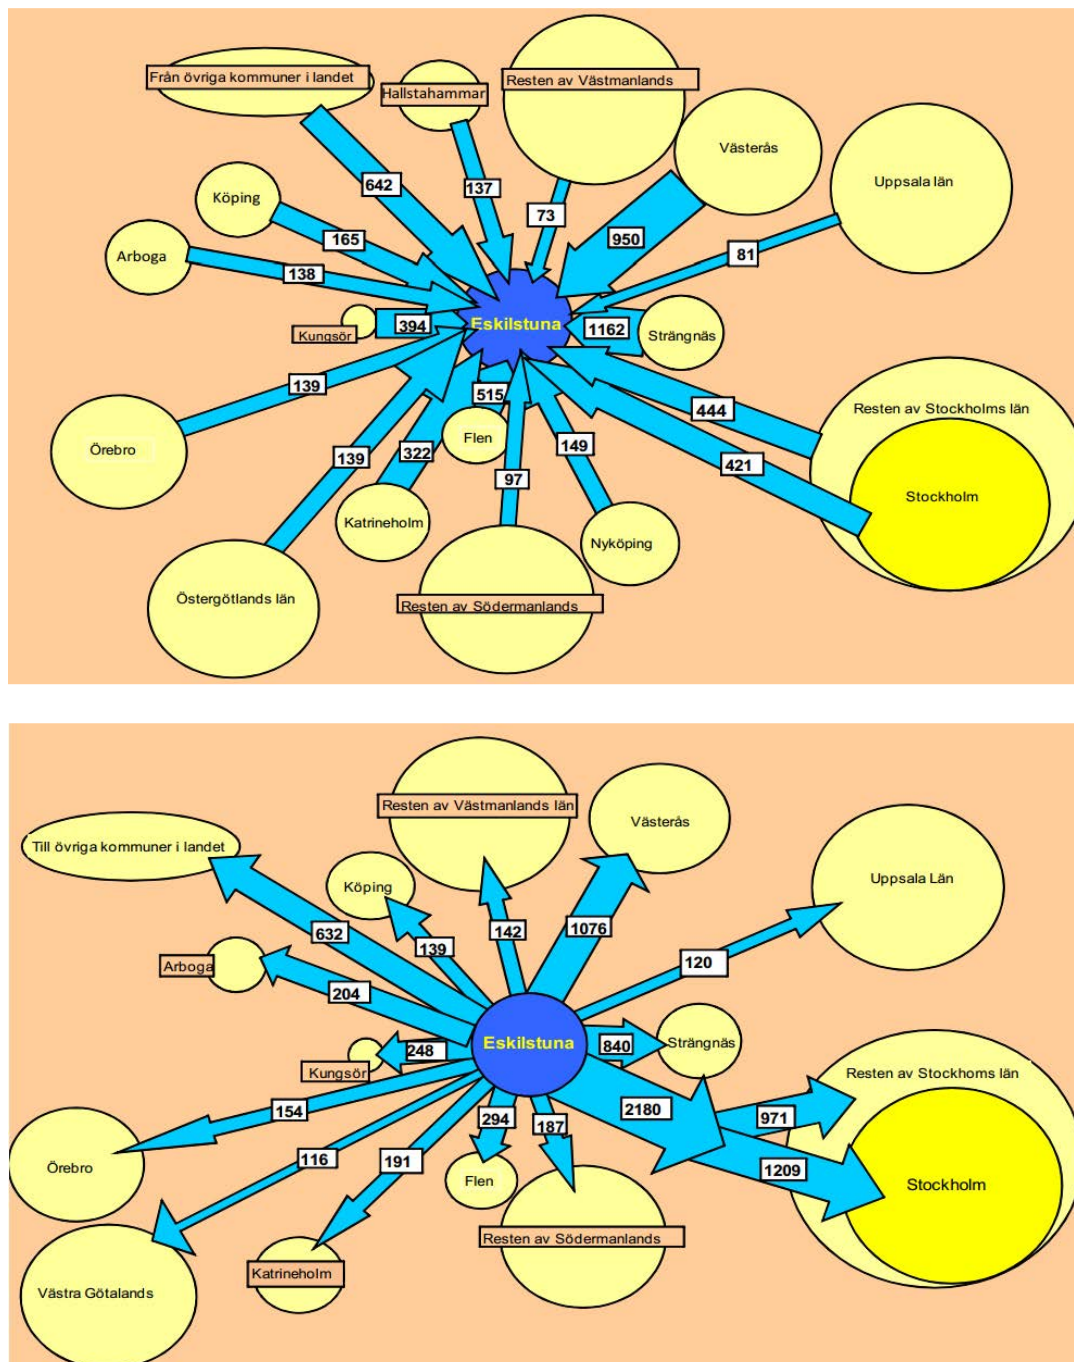 Från övriga kommuner i landet
Hallstahammar
Resten av Västmanlands
Västerås
Uppsala län
Köping
Arboga
Kungsör
Örebro
Östergötlands län
Katrineholm
Flen
Resten av Södermanlands
Nyköping
Strängnäs
Resten av Stockholms län
Stockholm
Eskilstuna
642
137
73
950
81
165
138
394
1162
139
515
444
322
149
421
139
97
Till övriga kommuner i landet
Resten av Västmanlands län
Västerås
Uppsala Län
Köping
Arboga
Kungsör
Örebro
Västra Götalands
Katrineholm
Flen
Resten av Södermanlands
Strängnäs
Resten av Stockhoms län
Stockholm
Eskilstuna
632
139
142
1076
120
204
248
840
154
294
187
2180
971
116
191
1209